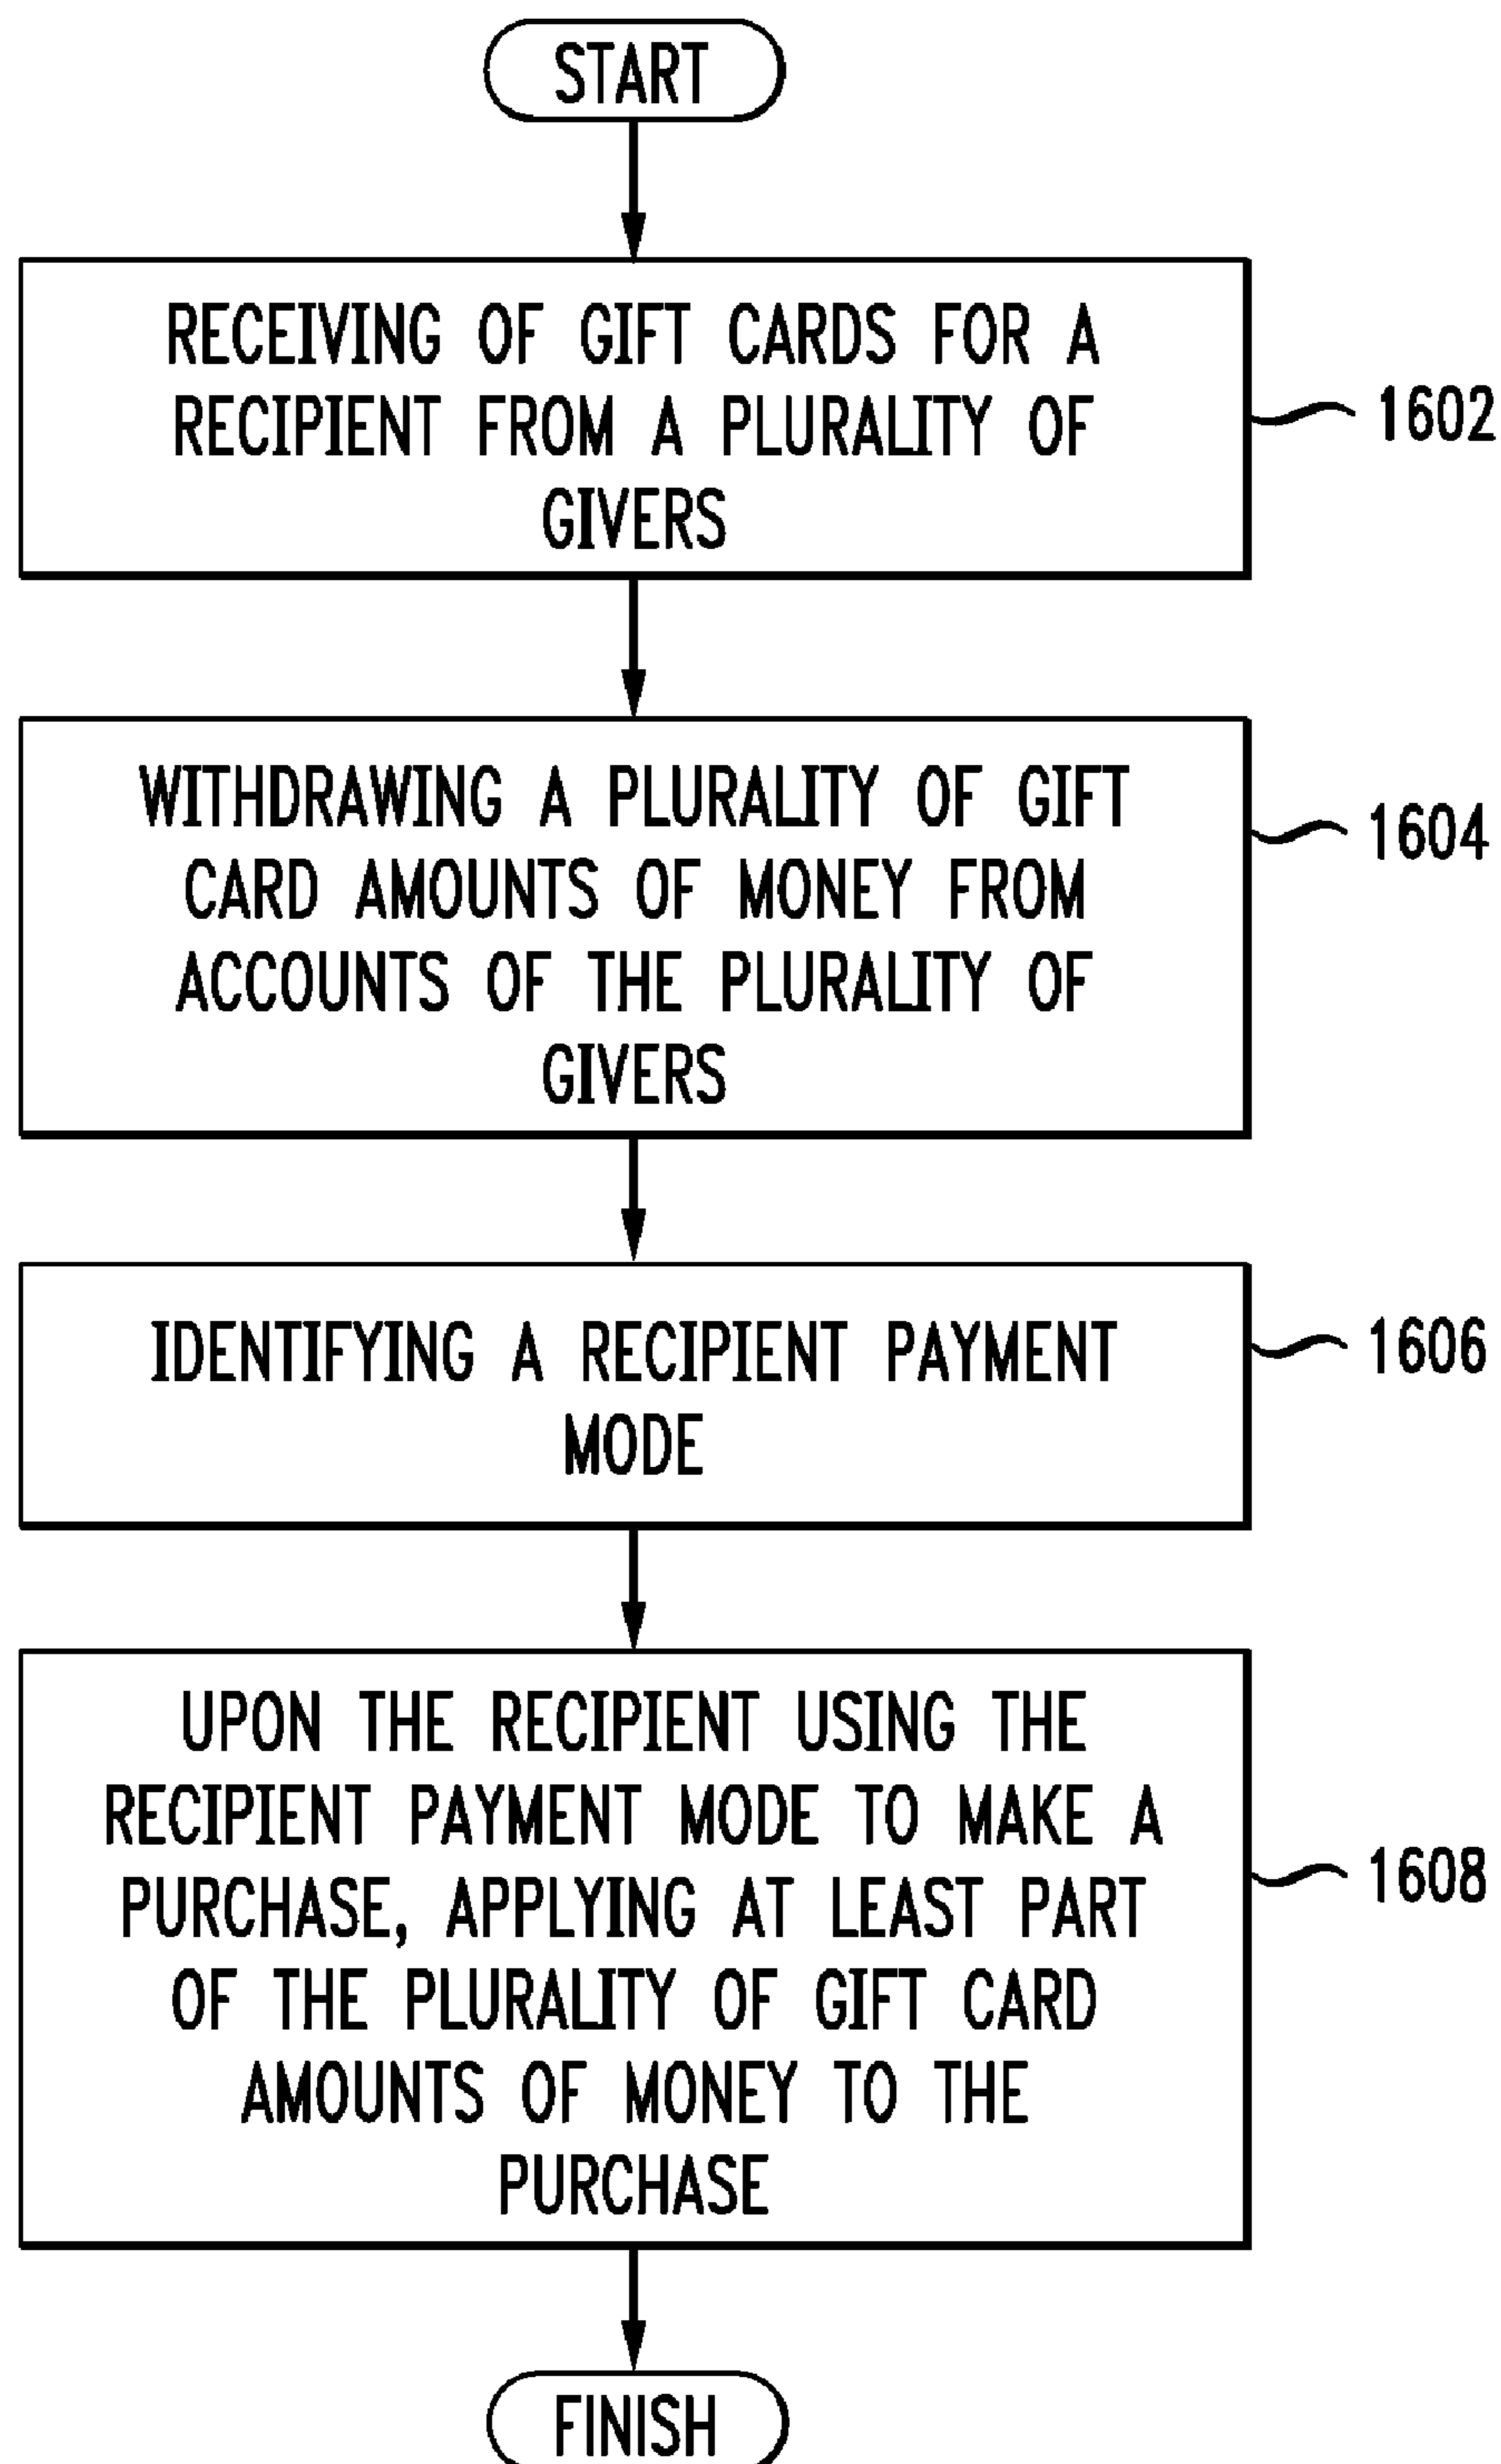 START
RECEIVING OF GIFT CARDS FOR A
RECIPIENT FROM A PLURALITY OF
GIVERS
1602
WITHDRAWING A PLURALITY OF GIFT
CARD AMOUNTS OF MONEY FROM
ACCOUNTS OF THE PLURALITY OF
GIVERS
1604
IDENTIFYING A RECIPIENT PAYMENT
MODE
1606
UPON THE RECIPIENT USING THE
RECIPIENT PAYMENT MODE TO MAKE A
PURCHASE, APPLYING AT LEAST PART
OF THE PLURALITY OF GIFT CARD
AMOUNTS OF MONEY TO THE
PURCHASE
1608
FINISH